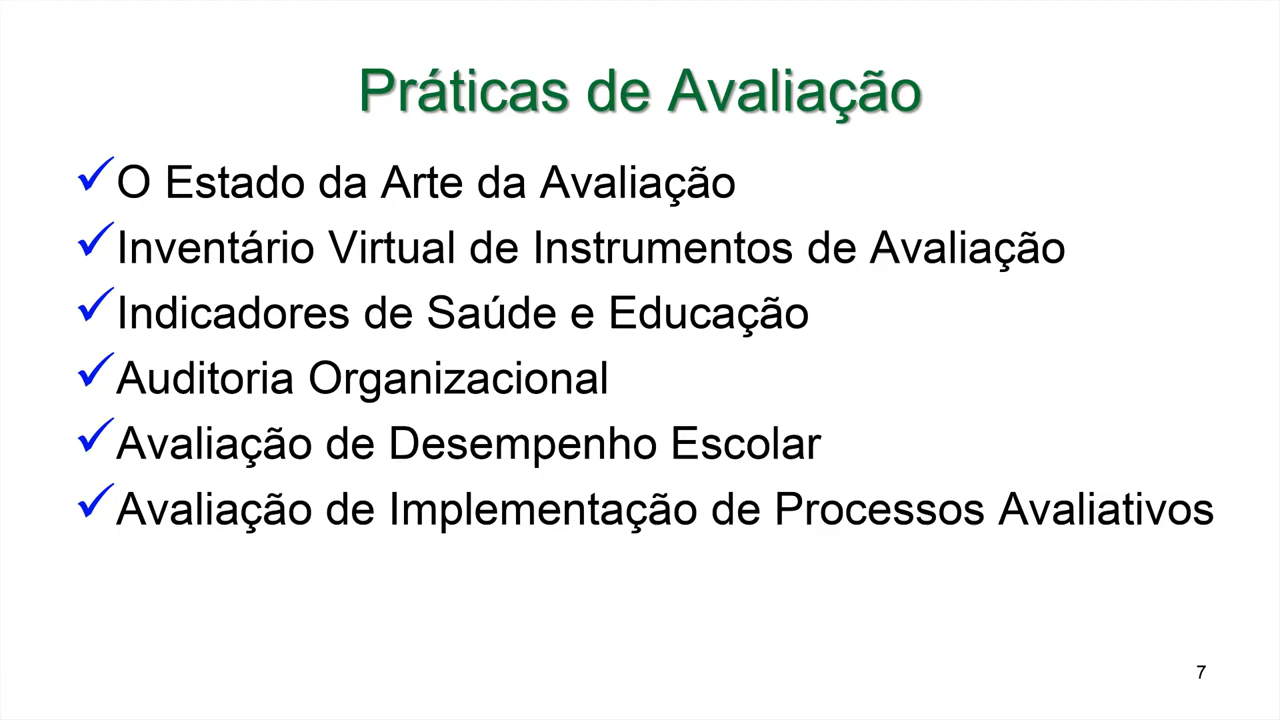 Práticas de Avaliação
O Estado da Arte da Avaliação
Inventário Virtual de Instrumentos de Avaliação
Indicadores de Saúde e Educação
Auditoria Organizacional
Avaliação de Desempenho Escolar
Avaliação de Implementação de Processos Avaliativos
7